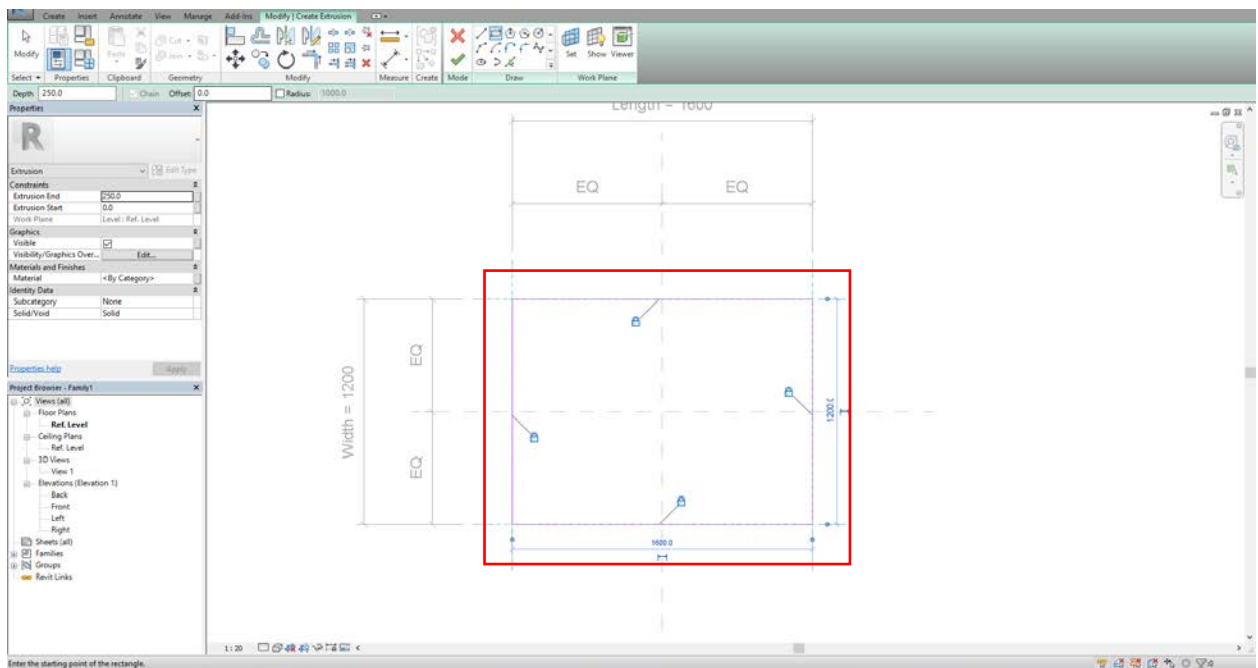 Create Insert Annotate View Manage Add-Ins Modify | Create Extrusion
Modify
Paste
Cut
Join
Set Show Viewer
Select Properties Clipboard Geometry Modify Measure Create Mode Draw Work Plane
Depth 250.0 Chain Offset: 0.0 Radius: 1000.0
Properties
R
Extrusion Edit Type
Constraints
Extrusion End 250.0
Extrusion Start 0.0
Work Plane Level : Ref. Level
Graphics
Visible
Visibility/Graphics Over... Edit...
Materials and Finishes
Material <By Category>
Identity Data
Subcategory None
Solid/Void Solid
Properties help Apply
Project Browser - Family1
Views (all)
Floor Plans
Ref. Level
Ceiling Plans
Ref. Level
3D Views
View 1
Elevations (Elevation 1)
Back
Front
Left
Right
Sheets (all)
Families
Groups
Revit Links
Length = 1600
EQ EQ
Width = 1200
EQ
EQ
1200.0
1600.0
1 : 20
Enter the starting point of the rectangle.